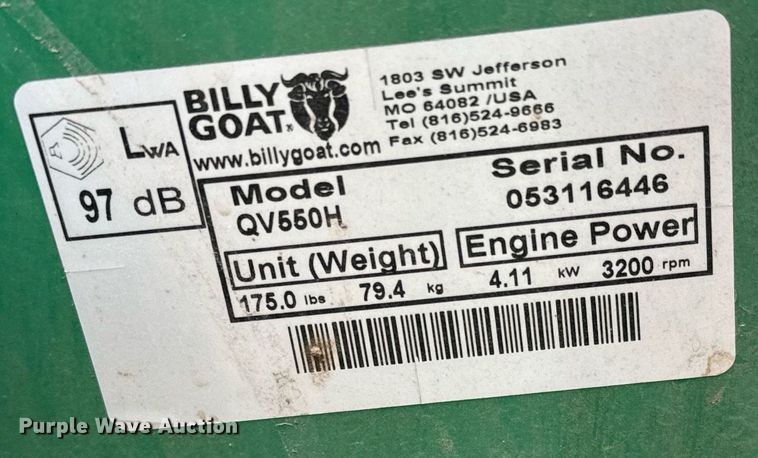 BILLY
GOAT®
www.billygoat.com
1803 SW Jefferson
Lee's Summit
MO 64082 /USA
Tel (816)524-9666
Fax (816)524-6983
LWA
97 dB
Model
QV550H
Serial No.
053116446
Unit (Weight)
175.0 lbs 79.4 kg
Engine Power
4.11 kW 3200 rpm
Purple Wave Auction